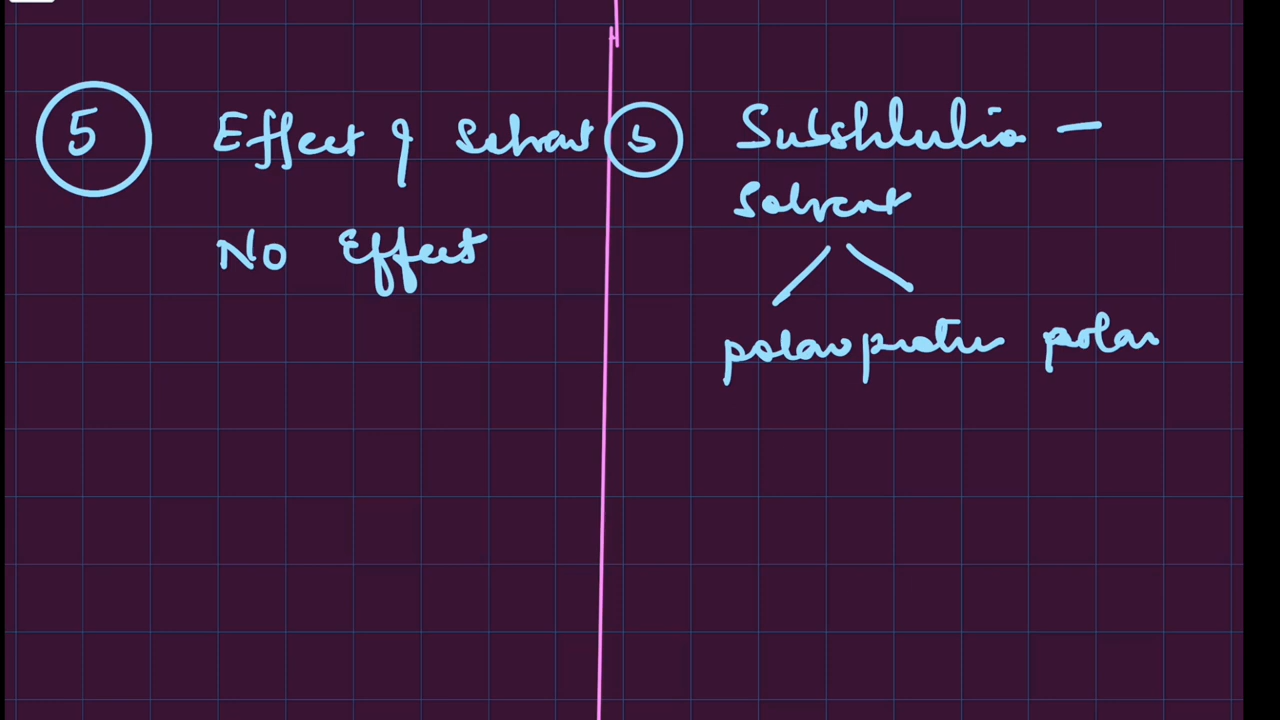 5 Effect of Solvent
No Effect
5 Substitution -
Solvent
polar protic polar